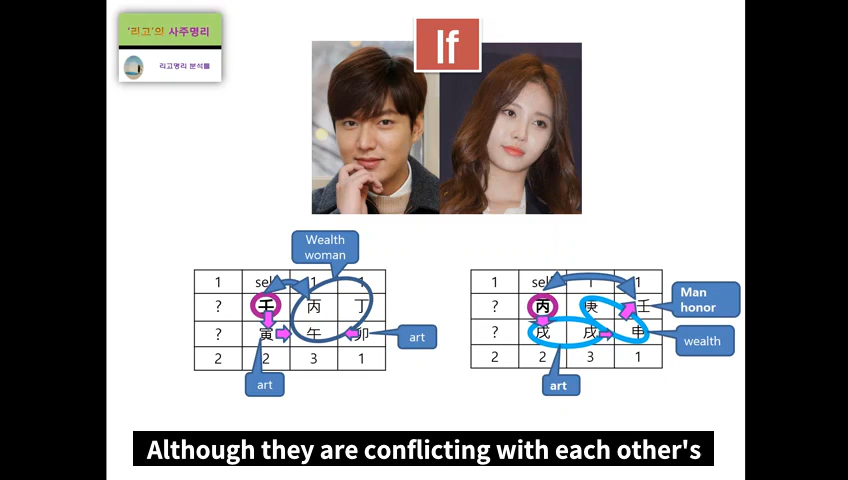 '리고'의 사주명리
리고명리 분석툴
If
Wealth
woman
1 sel 1 1
? 壬 丙 丁
? 寅 午 卯
2 2 3 1
art
art
1 sel 1 1
? 丙 庚 壬
? 戌 戌 申
2 2 3 1
Man
honor
wealth
art
Although they are conflicting with each other's